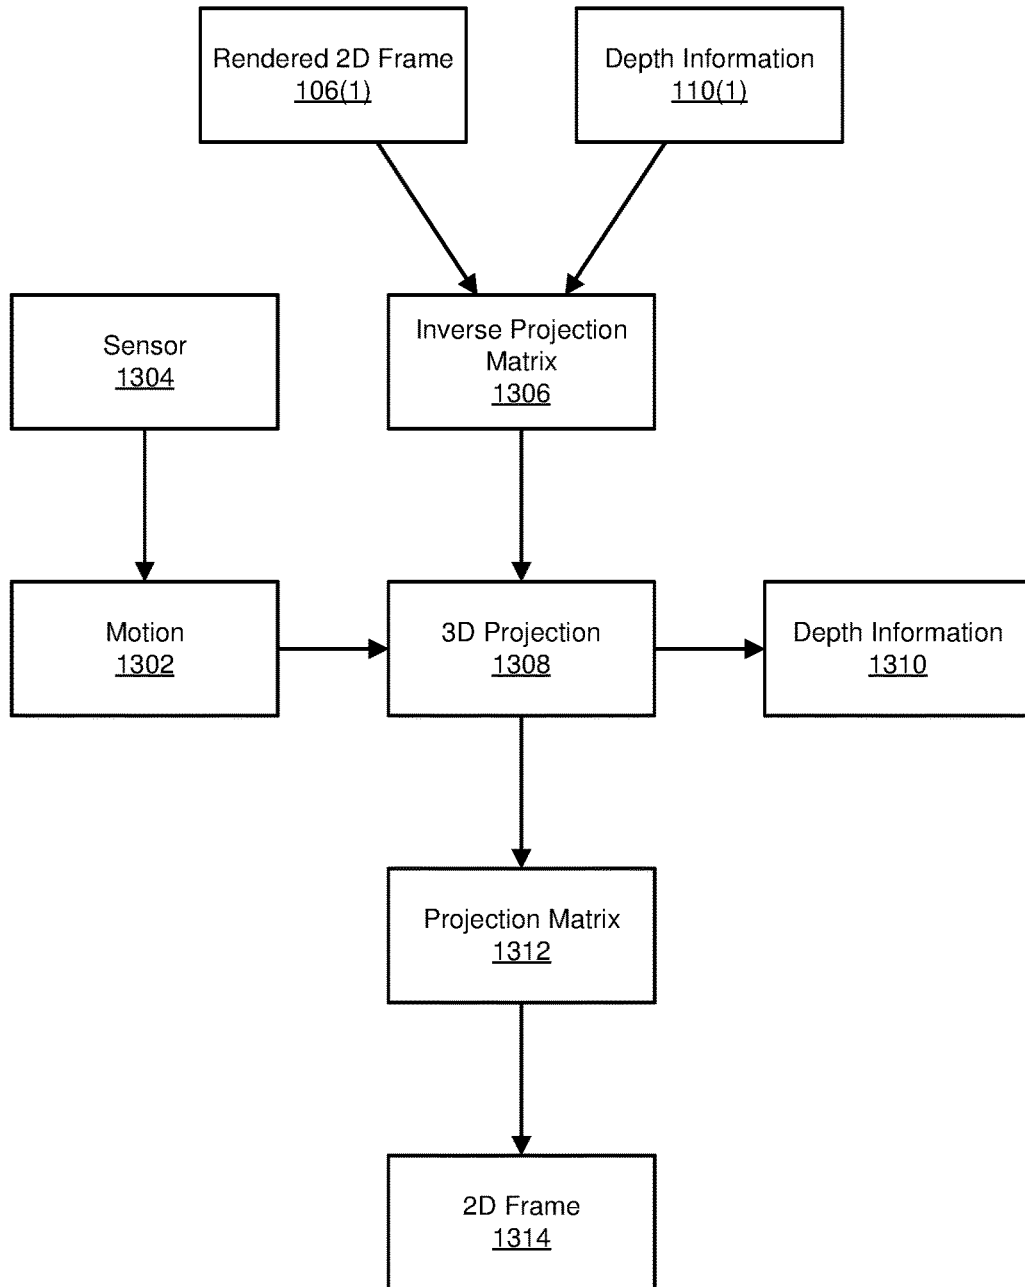 Rendered 2D Frame
106(1)
Depth Information
110(1)
Sensor
1304
Inverse Projection
Matrix
1306
Motion
1302
3D Projection
1308
Depth Information
1310
Projection Matrix
1312
2D Frame
1314